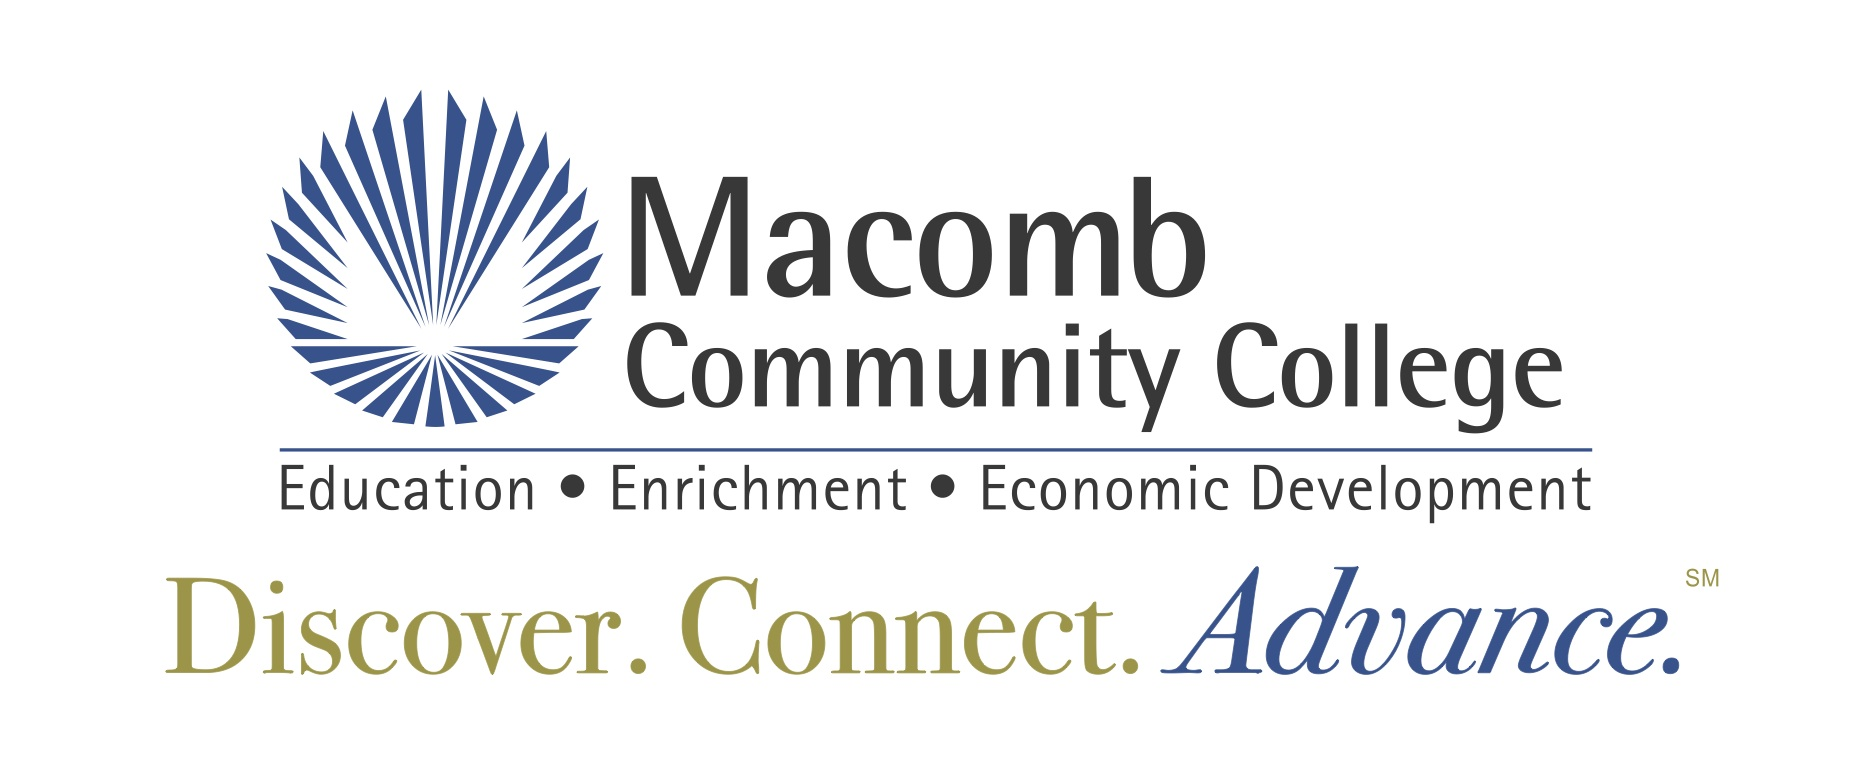 Macomb
Community College
Education • Enrichment • Economic Development
Discover. Connect. Advance. SM